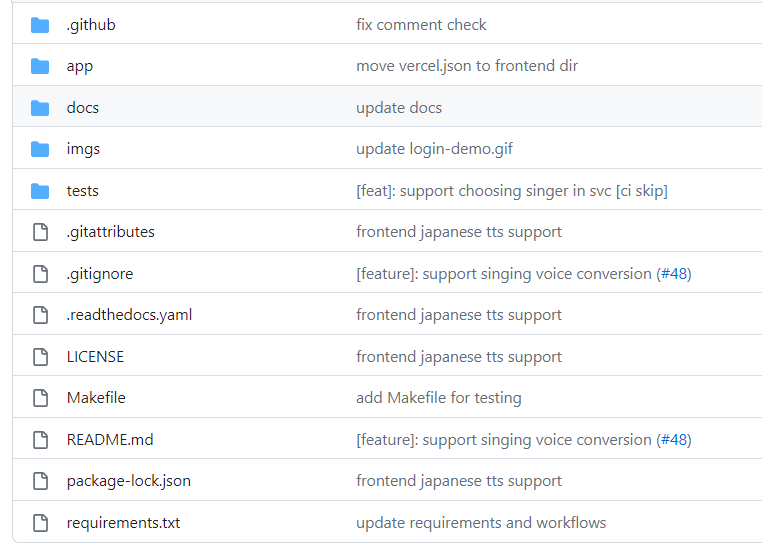 .github fix comment check
app move vercel.json to frontend dir
docs update docs
imgs update login-demo.gif
tests [feat]: support choosing singer in svc [ci skip]
.gitattributes frontend japanese tts support
.gitignore [feature]: support singing voice conversion (#48)
.readthedocs.yaml frontend japanese tts support
LICENSE frontend japanese tts support
Makefile add Makefile for testing
README.md [feature]: support singing voice conversion (#48)
package-lock.json frontend japanese tts support
requirements.txt update requirements and workflows